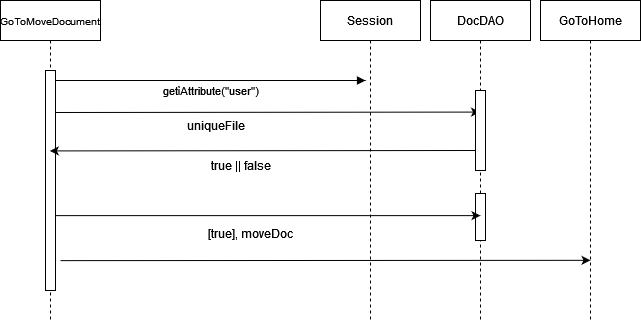 GoToMoveDocument
Session
DocDAO
GoToHome
getiAttribute("user")
uniqueFile
true || false
[true], moveDoc